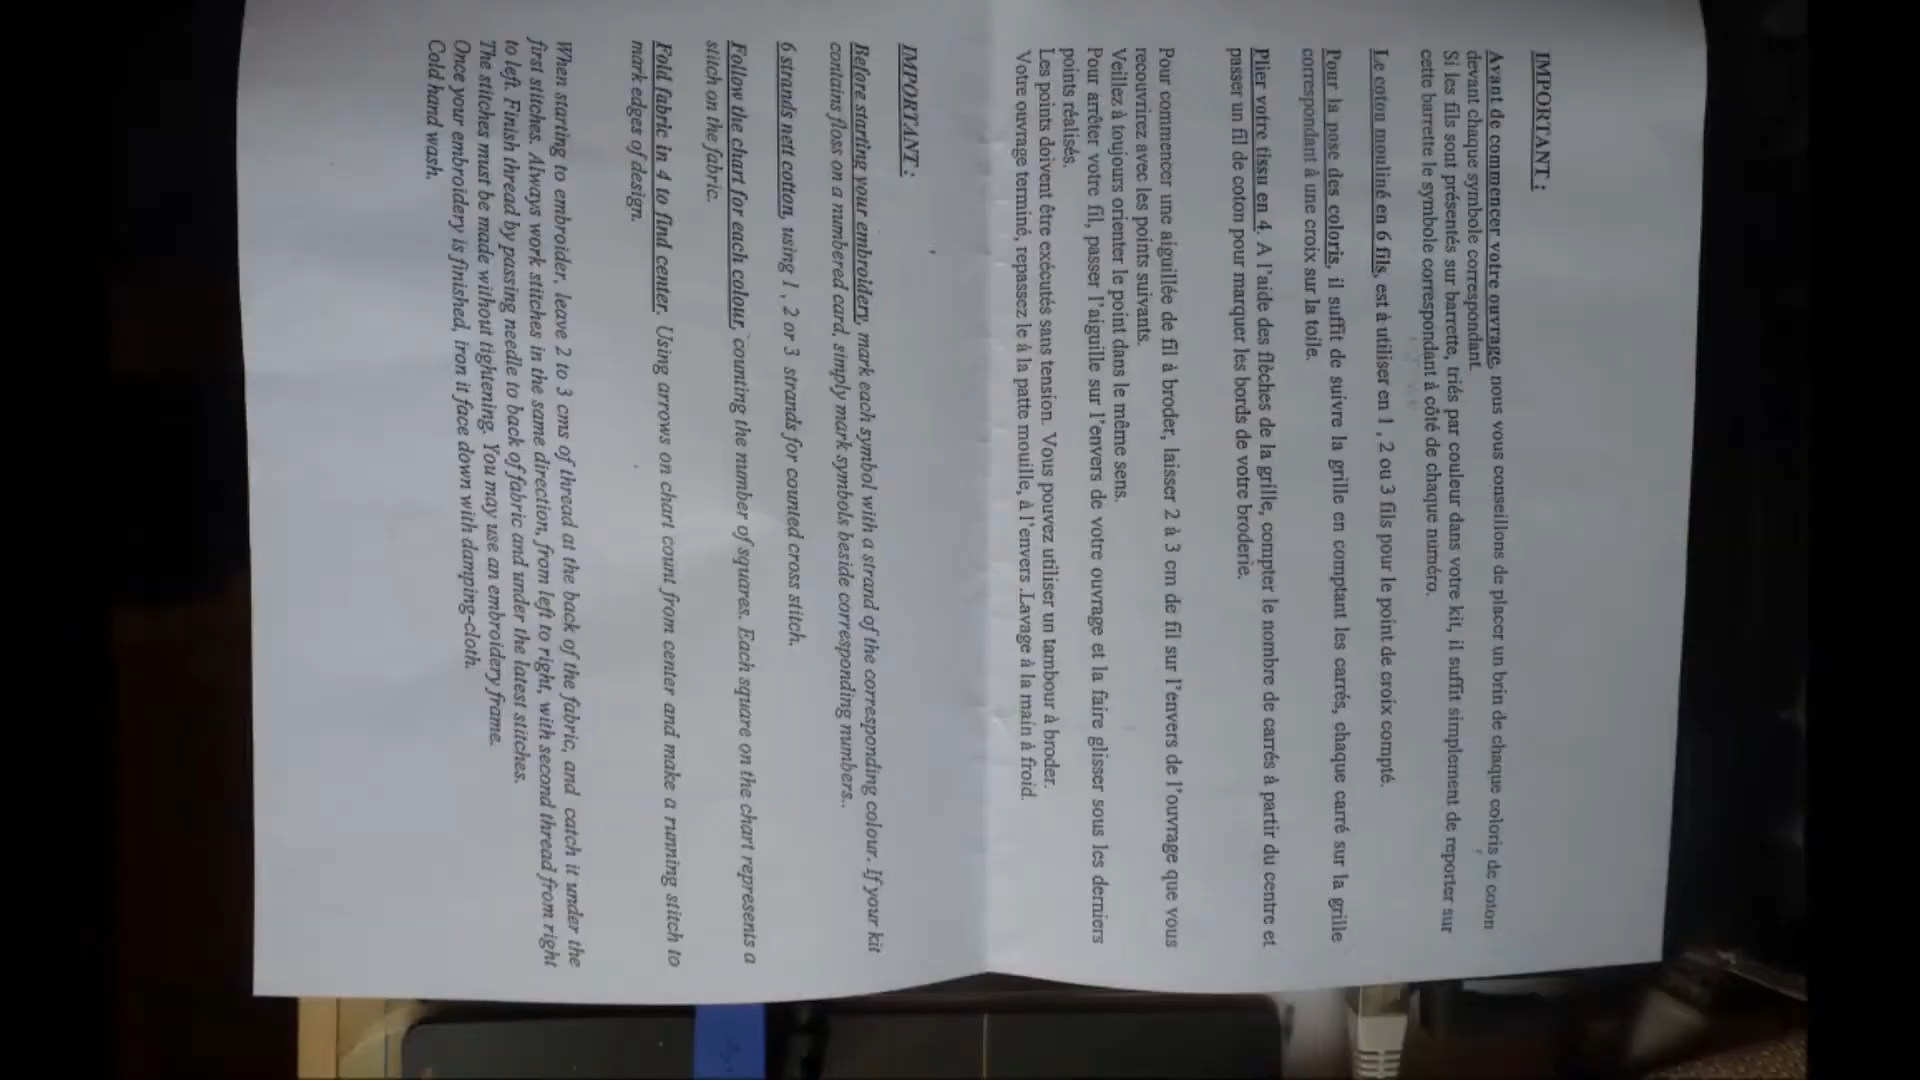 IMPORTANT :
Avant de commencer votre ouvrage, nous vous conseillons de placer un brin de chaque coloris de coton
devant chaque symbole correspondant.
Si les fils sont présentés sur barrette, triés par couleur dans votre kit, il suffit simplement de reporter sur
cette barrette le symbole correspondant à côté de chaque numéro.
Le coton mouliné en 6 fils, est à utiliser en 1 , 2 ou 3 fils pour le point de croix compté.
Pour la pose des coloris, il suffit de suivre la grille en comptant les carrés, chaque carré sur la grille
correspondant à une croix sur la toile.
Plier votre tissu en 4. A l'aide des flèches de la grille, compter le nombre de carrés à partir du centre et
passer un fil de coton pour marquer les bords de votre broderie.
Pour commencer une aiguillée de fil à broder, laisser 2 à 3 cm de fil sur l'envers de l'ouvrage que vous
recouvrirez avec les points suivants.
Veillez à toujours orienter le point dans le même sens.
Pour arrêter votre fil, passer l'aiguille sur l'envers de votre ouvrage et la faire glisser sous les derniers
points réalisés.
Les points doivent être exécutés sans tension. Vous pouvez utiliser un tambour à broder.
Votre ouvrage terminé, repassez le à la patte mouille, à l'envers .Lavage à la main à froid.
IMPORTANT :
Before starting your embroidery, mark each symbol with a strand of the corresponding colour. If your kit
contains floss on a numbered card, simply mark symbols beside corresponding numbers..
6 strands nett cotton, using 1 , 2 or 3 strands for counted cross stitch.
Follow the chart for each colour, counting the number of squares. Each square on the chart represents a
stitch on the fabric.
Fold fabric in 4 to find center. Using arrows on chart count from center and make a running stitch to
mark edges of design.
When starting to embroider, leave 2 to 3 cms of thread at the back of the fabric, and catch it under the
first stitches. Always work stitches in the same direction, from left to right, with second thread from right
to left. Finish thread by passing needle to back of fabric and under the latest stitches.
The stitches must be made without tightening. You may use an embroidery frame.
Once your embroidery is finished, iron it face down with damping-cloth.
Cold hand wash.